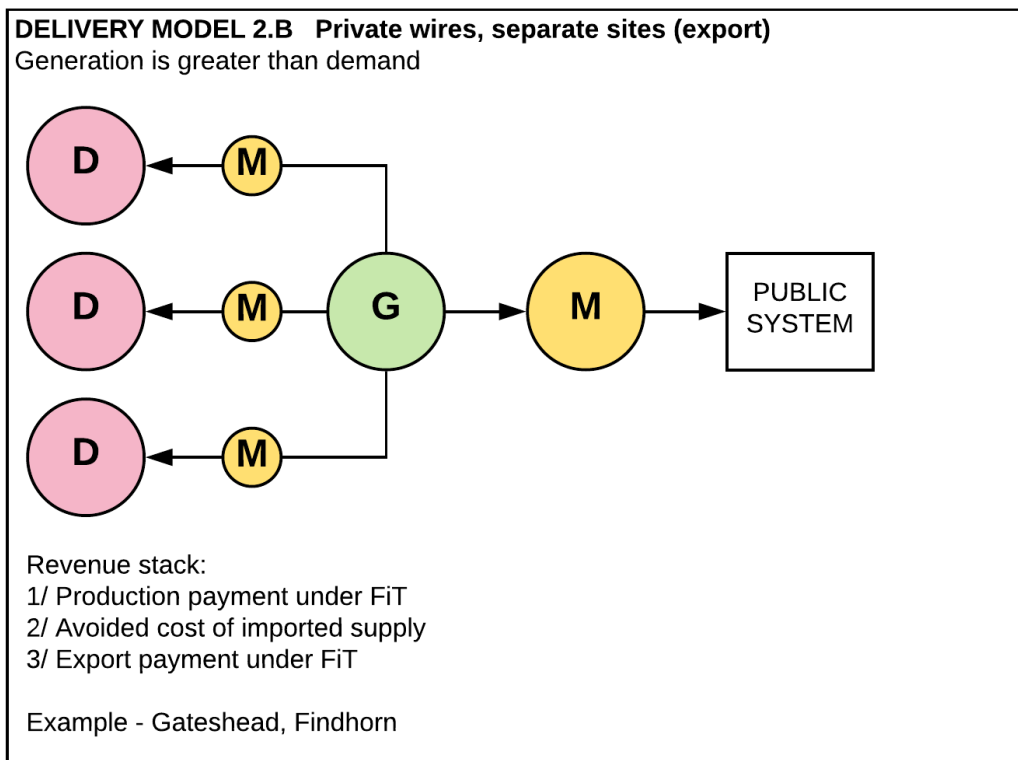 DELIVERY MODEL 2.B   Private wires, separate sites (export)
Generation is greater than demand
D
M
D
M
G
M
PUBLIC
SYSTEM
D
M
Revenue stack:
1/ Production payment under FiT
2/ Avoided cost of imported supply
3/ Export payment under FiT
Example - Gateshead, Findhorn